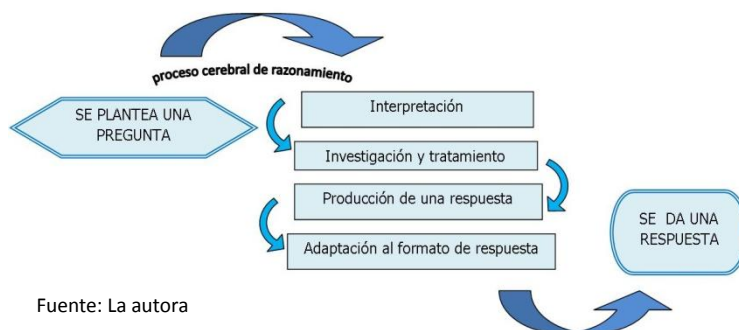 proceso cerebral de razonamiento
SE PLANTEA UNA
PREGUNTA
Interpretación
Investigación y tratamiento
Producción de una respuesta
Adaptación al formato de respuesta
SE DA UNA
RESPUESTA
Fuente: La autora